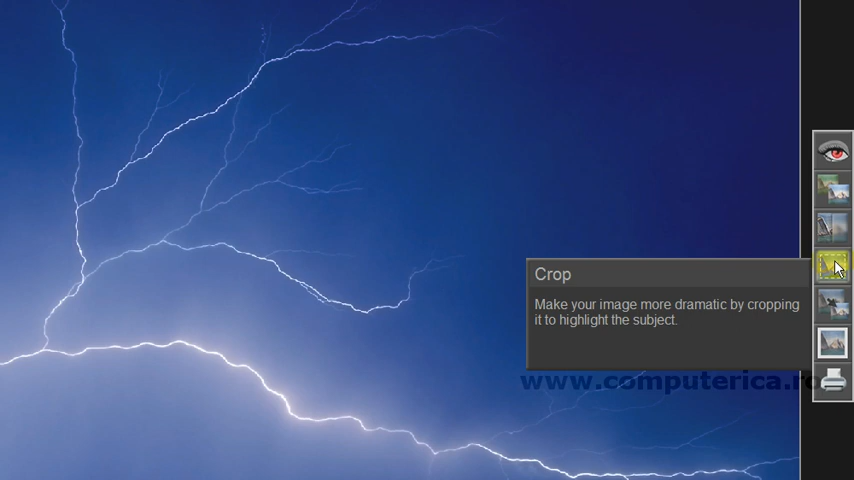 Crop
Make your image more dramatic by cropping
it to highlight the subject.
www.computerica.ro